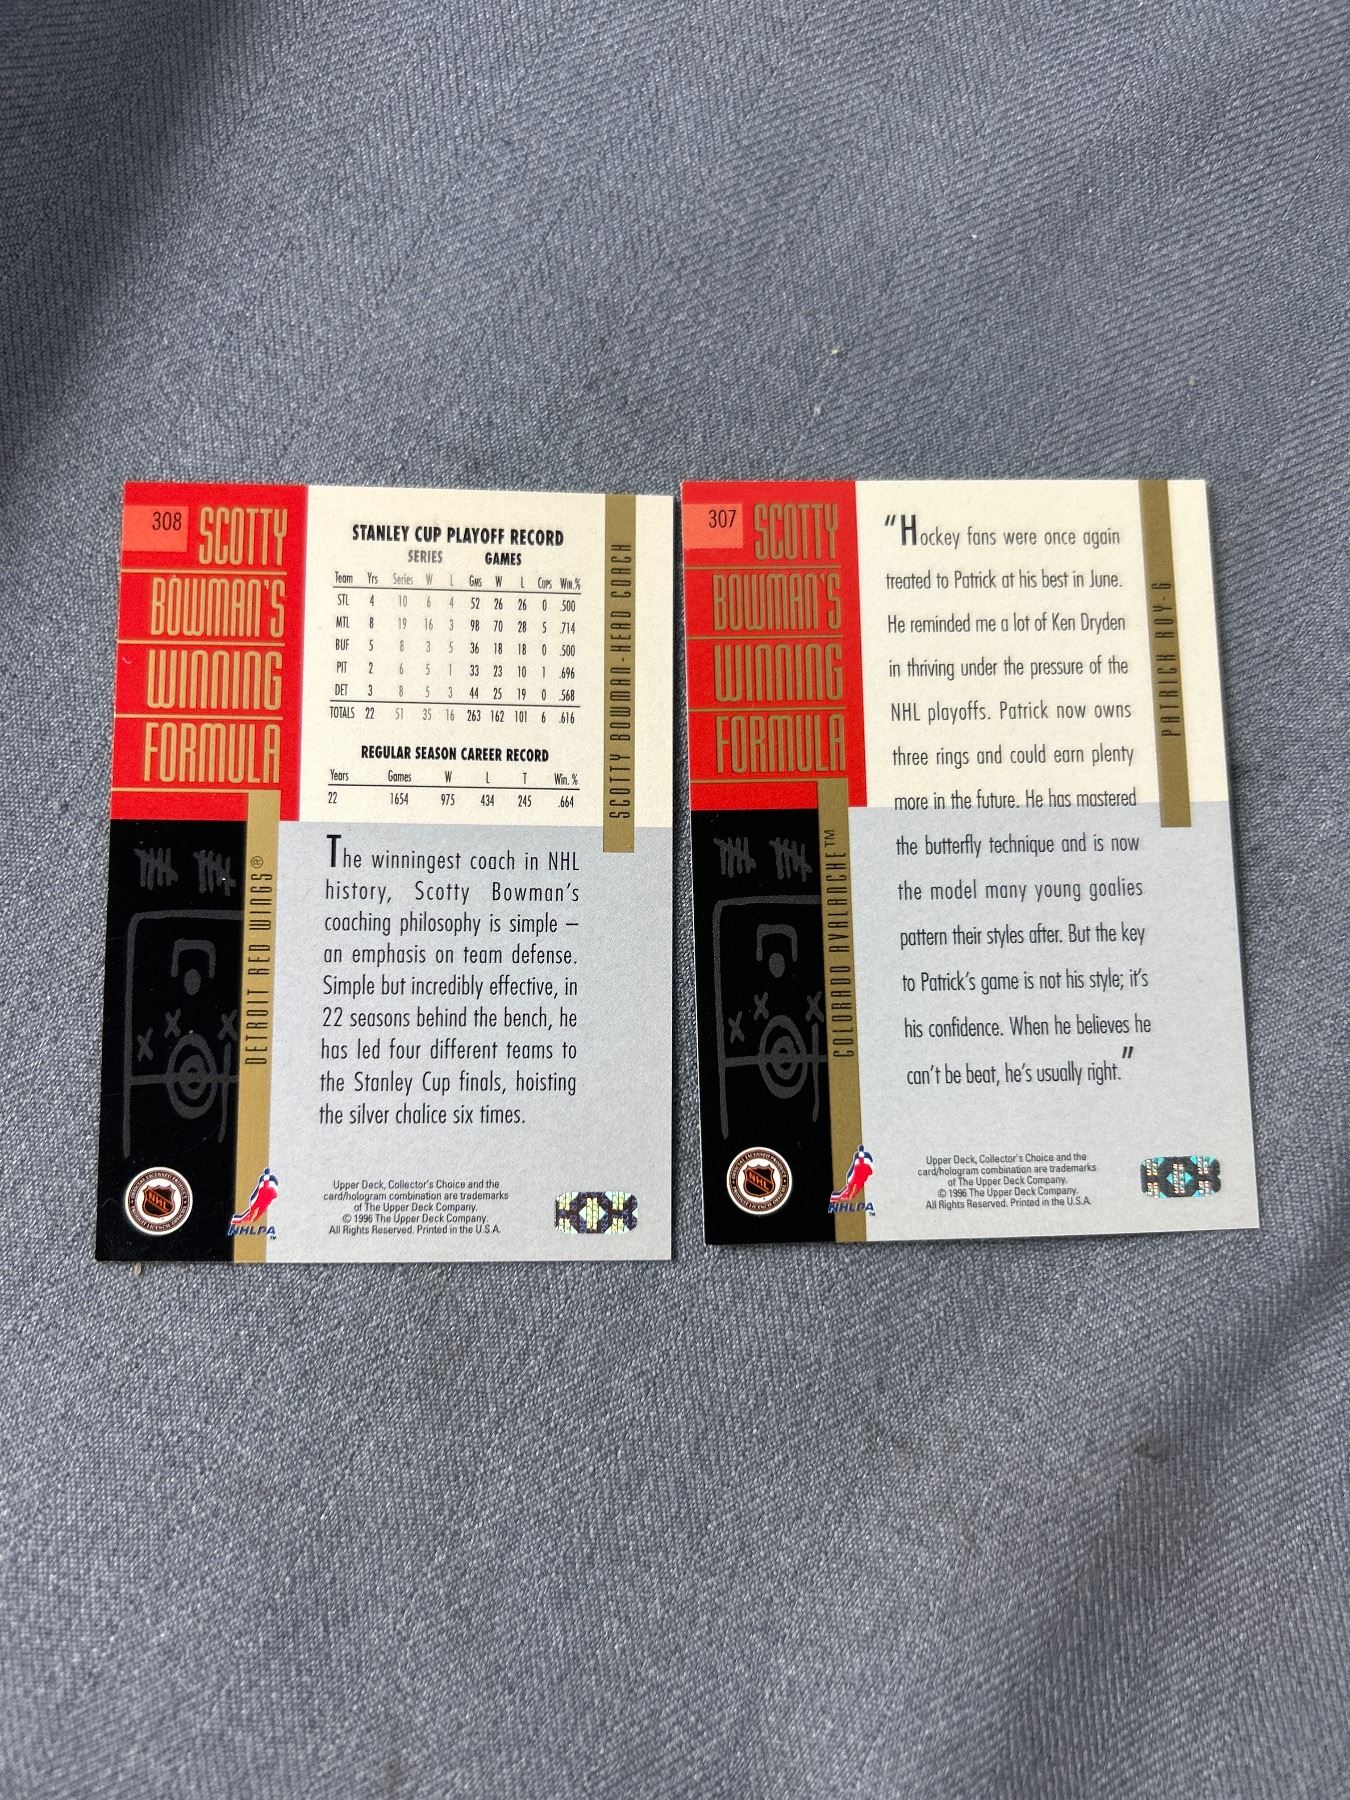 308
SCOTTY
BOWMAN'S
WINNING
FORMULA
DETROIT RED WINGS®
STANLEY CUP PLAYOFF RECORD
SERIES GAMES
Team Yrs Series W L GMS W L CUPS WIN.%
STL 4 10 6 4 52 26 26 0 .500
MTL 8 19 16 3 98 70 28 5 .714
BUF 5 8 3 5 36 18 18 0 .500
PIT 2 6 5 1 33 23 10 1 .696
DET 3 8 5 3 44 25 19 0 .568
TOTALS 22 51 35 16 263 162 101 6 .616
REGULAR SEASON CAREER RECORD
Years Games W L T Win. %
22 1654 975 434 245 .664
SCOTTY BOWMAN-HEAD COACH
The winningest coach in NHL
history, Scotty Bowman's
coaching philosophy is simple –
an emphasis on team defense.
Simple but incredibly effective, in
22 seasons behind the bench, he
has led four different teams to
the Stanley Cup finals, hoisting
the silver chalice six times.
NHL
NHLPA
TM
Upper Deck, Collector's Choice and the
card/hologram combination are trademarks
of The Upper Deck Company.
© 1996 The Upper Deck Company.
All Rights Reserved. Printed in the U.S.A.
307
SCOTTY
BOWMAN'S
WINNING
FORMULA
COLORADO AVALANCHE™
"Hockey fans were once again
treated to Patrick at his best in June.
He reminded me a lot of Ken Dryden
in thriving under the pressure of the
NHL playoffs. Patrick now owns
three rings and could earn plenty
more in the future. He has mastered
the butterfly technique and is now
the model many young goalies
pattern their styles after. But the key
to Patrick's game is not his style; it's
his confidence. When he believes he
can't be beat, he's usually right."
PATRICK ROY-G
NHL
NHLPA
TM
Upper Deck, Collector's Choice and the
card/hologram combination are trademarks
of The Upper Deck Company.
© 1996 The Upper Deck Company.
All Rights Reserved. Printed in the U.S.A.